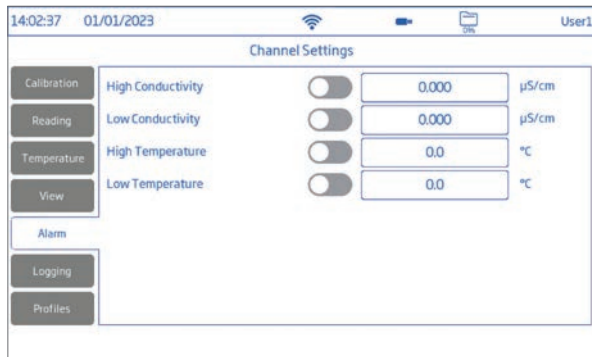 14:02:37 01/01/2023 0% User1
Channel Settings
Calibration
High Conductivity 0.000 µS/cm
Reading
Low Conductivity 0.000 µS/cm
Temperature
High Temperature 0.0 °C
View
Low Temperature 0.0 °C
Alarm
Logging
Profiles